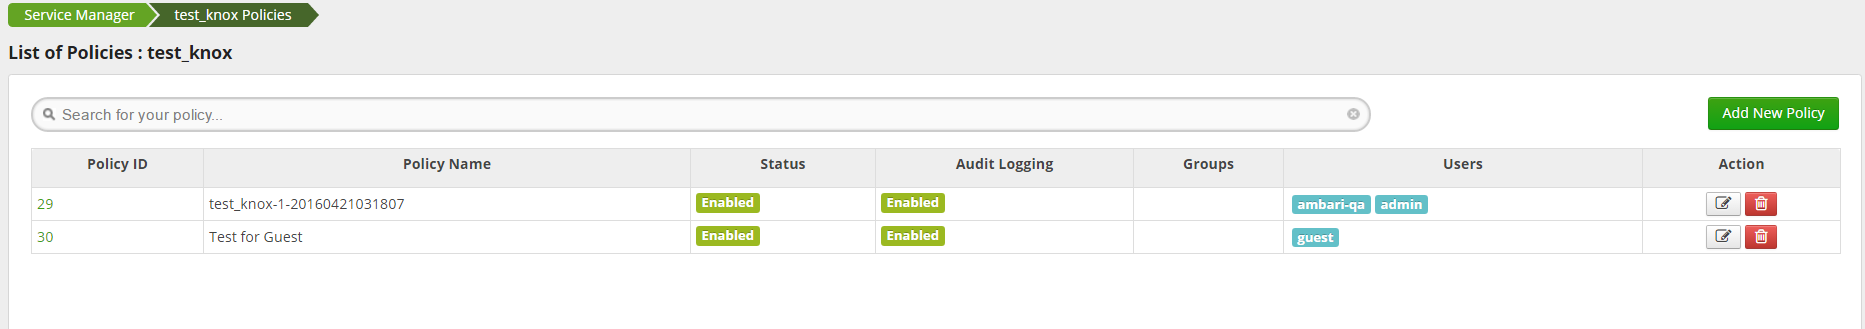 Service Manager test_knox Policies
List of Policies : test_knox
Search for your policy... Add New Policy
Policy ID Policy Name Status Audit Logging Groups Users Action
29 test_knox-1-20160421031807 Enabled Enabled ambari-qa admin
30 Test for Guest Enabled Enabled guest